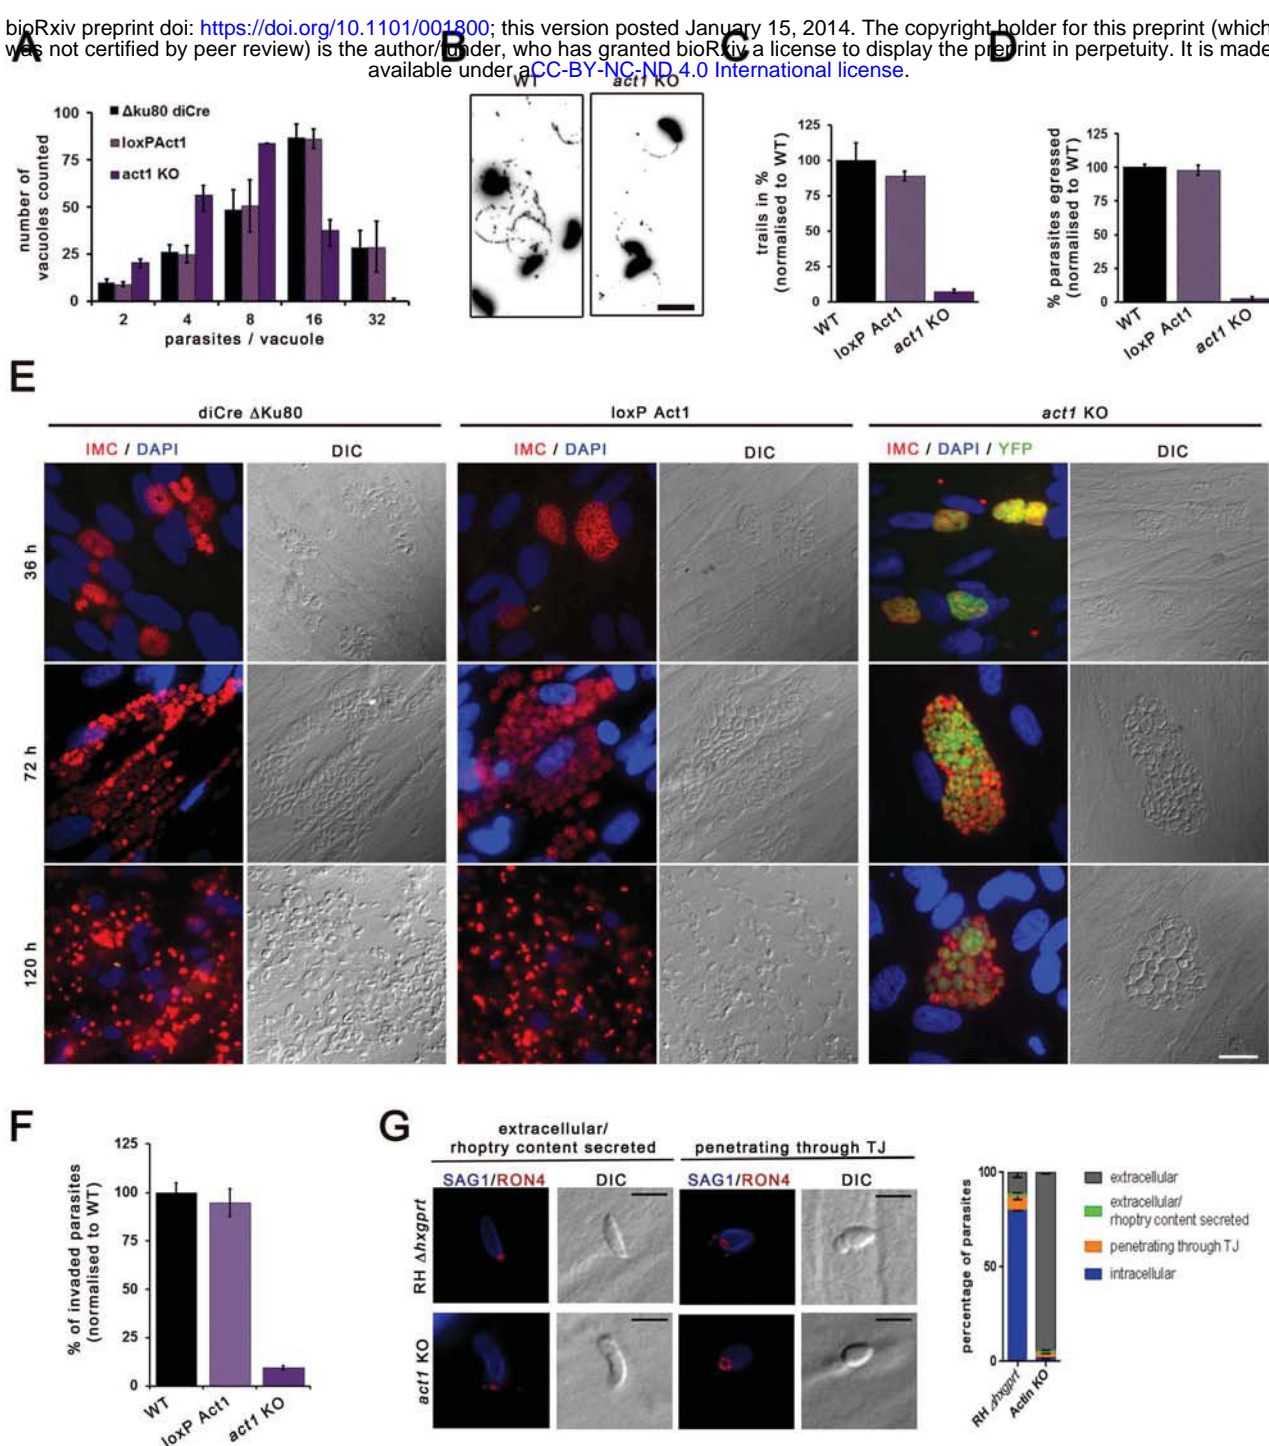 bioRxiv preprint doi: https://doi.org/10.1101/001800; this version posted January 15, 2014. The copyright holder for this preprint (which
was not certified by peer review) is the author/funder, who has granted bioRxiv a license to display the preprint in perpetuity. It is made
available under aCC-BY-NC-ND 4.0 International license.
A
100
75
50
25
0
number of
vacuoles counted
Δku80 diCre
loxPAct1
act1 KO
2 4 8 16 32
parasites / vacuole
B
WT act1 KO
C
125
100
75
50
25
0
trails in %
(normalised to WT)
WT
loxP Act1
act1 KO
D
125
100
75
50
25
0
% parasites egressed
(normalised to WT)
WT
loxP Act1
act1 KO
E
diCre ΔKu80 loxP Act1 act1 KO
IMC / DAPI DIC IMC / DAPI DIC IMC / DAPI / YFP DIC
36 h
72 h
120 h
F
125
100
75
50
25
0
% of invaded parasites
(normalised to WT)
WT
loxP Act1
act1 KO
G
extracellular/
rhoptry content secreted
penetrating through TJ
SAG1/RON4 DIC SAG1/RON4 DIC
RH Δhxgprt
act1 KO
100
50
0
percentage of parasites
RH Δhxgprt
Actin KO
extracellular
extracellular/
rhoptry content secreted
penetrating through TJ
intracellular